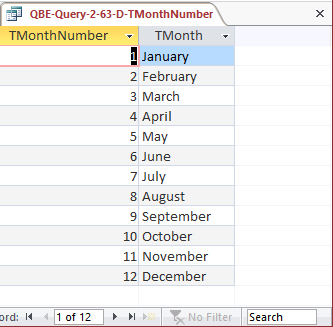 QBE-Query-2-63-D-TMonthNumber
TMonthNumber TMonth
1 January
2 February
3 March
4 April
5 May
6 June
7 July
8 August
9 September
10 October
11 November
12 December
ord: 1 of 12 No Filter Search